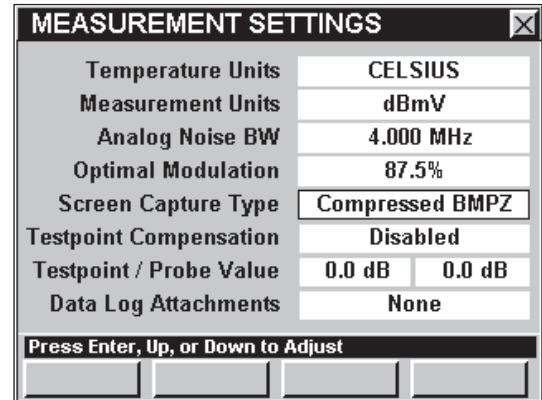 MEASUREMENT SETTINGS
Temperature Units CELSIUS
Measurement Units dBmV
Analog Noise BW 4.000 MHz
Optimal Modulation 87.5%
Screen Capture Type Compressed BMPZ
Testpoint Compensation Disabled
Testpoint / Probe Value 0.0 dB 0.0 dB
Data Log Attachments None
Press Enter, Up, or Down to Adjust